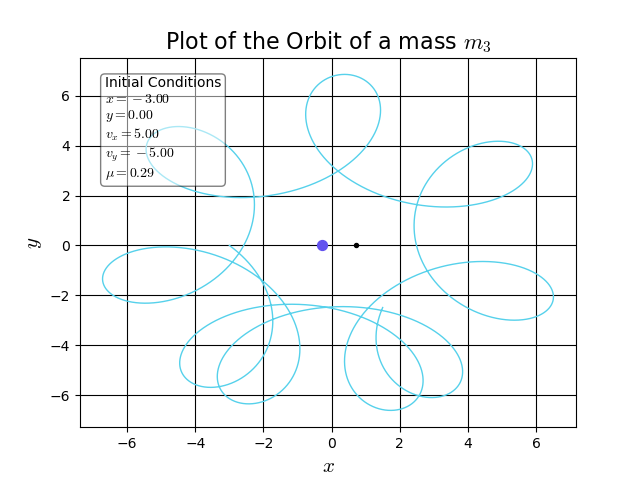 Plot of the Orbit of a mass m₃
Initial Conditions
x = −3.00
y = 0.00
vₓ = 5.00
v_y = −5.00
μ = 0.29
6
4
2
0
−2
−4
−6
y
−6 −4 −2 0 2 4 6
x